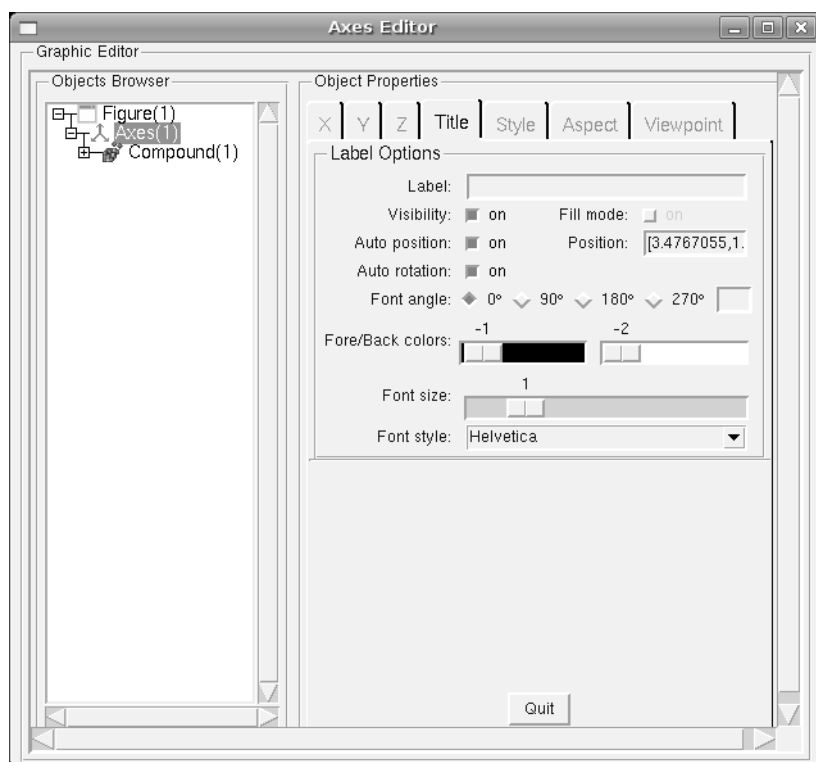 Axes Editor
Graphic Editor
Objects Browser
Figure(1)
Axes(1)
Compound(1)
Object Properties
X Y Z Title Style Aspect Viewpoint
Label Options
Label:
Visibility: on Fill mode: on
Auto position: on Position: [3.4767055,1.
Auto rotation: on
Font angle: 0° 90° 180° 270°
-1 -2
Fore/Back colors:
1
Font size:
Font style: Helvetica
Quit